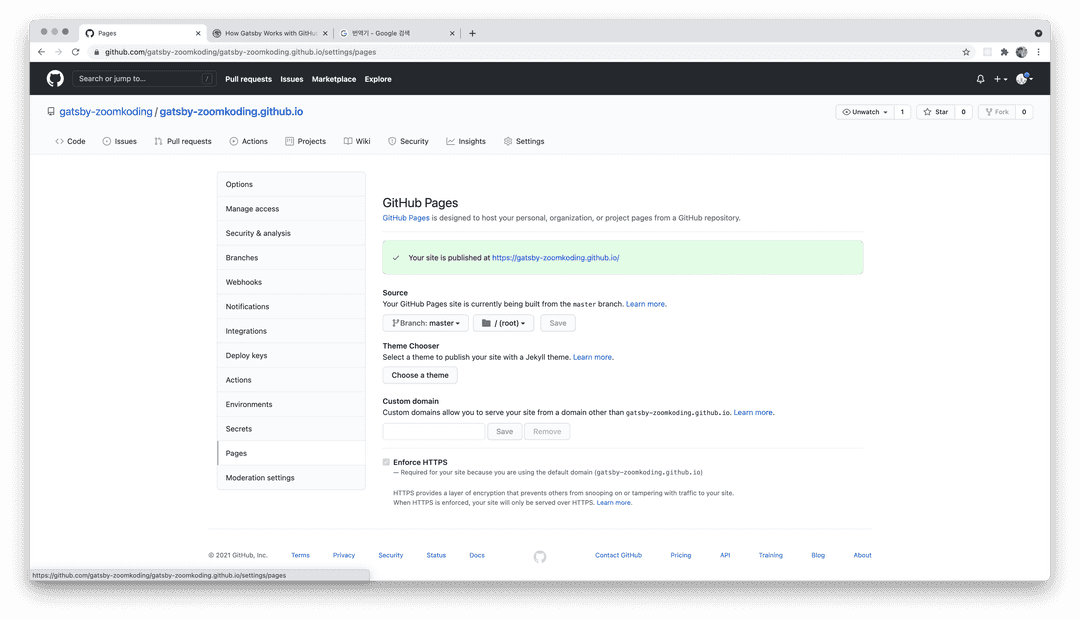 Pages
How Gatsby Works with GitHub
번역기 - Google 검색
github.com/gatsby-zoomkoding/gatsby-zoomkoding.github.io/settings/pages
Search or jump to... /
Pull requests Issues Marketplace Explore
gatsby-zoomkoding / gatsby-zoomkoding.github.io
Unwatch 1 Star 0 Fork 0
Code Issues Pull requests Actions Projects Wiki Security Insights Settings
Options
Manage access
Security & analysis
Branches
Webhooks
Notifications
Integrations
Deploy keys
Actions
Environments
Secrets
Pages
Moderation settings
GitHub Pages
GitHub Pages is designed to host your personal, organization, or project pages from a GitHub repository.
Your site is published at https://gatsby-zoomkoding.github.io/
Source
Your GitHub Pages site is currently being built from the master branch. Learn more.
Branch: master / (root) Save
Theme Chooser
Select a theme to publish your site with a Jekyll theme. Learn more.
Choose a theme
Custom domain
Custom domains allow you to serve your site from a domain other than gatsby-zoomkoding.github.io. Learn more.
Save Remove
Enforce HTTPS
— Required for your site because you are using the default domain (gatsby-zoomkoding.github.io)
HTTPS provides a layer of encryption that prevents others from snooping on or tampering with traffic to your site.
When HTTPS is enforced, your site will only be served over HTTPS. Learn more.
© 2021 GitHub, Inc. Terms Privacy Security Status Docs Contact GitHub Pricing API Training Blog About
https://github.com/gatsby-zoomkoding/gatsby-zoomkoding.github.io/settings/pages